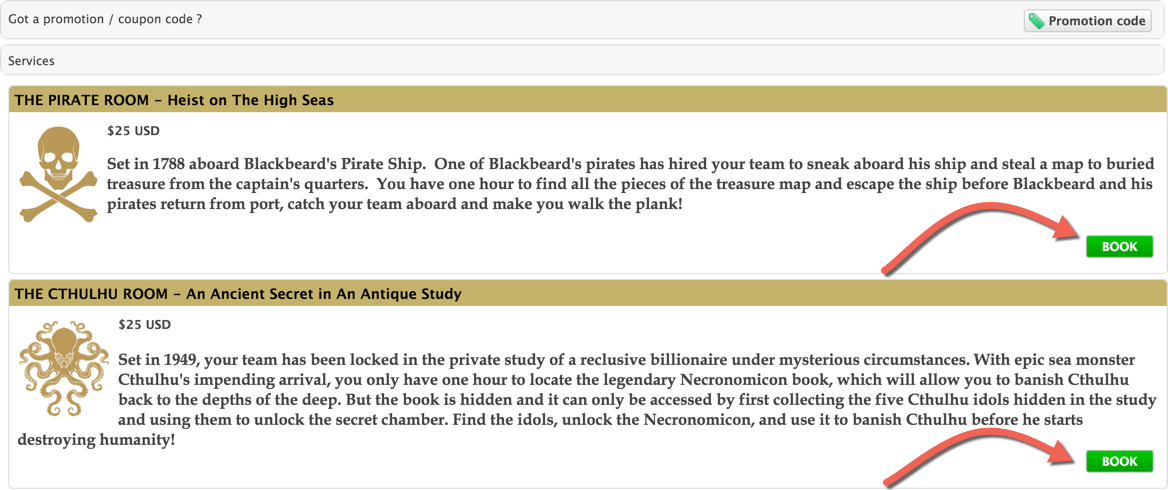 Got a promotion / coupon code ?
Promotion code
Services
THE PIRATE ROOM – Heist on The High Seas
$25 USD
Set in 1788 aboard Blackbeard's Pirate Ship.  One of Blackbeard's pirates has hired your team to sneak aboard his ship and steal a map to buried
treasure from the captain's quarters.  You have one hour to find all the pieces of the treasure map and escape the ship before Blackbeard and his
pirates return from port, catch your team aboard and make you walk the plank!
BOOK
THE CTHULHU ROOM – An Ancient Secret in An Antique Study
$25 USD
Set in 1949, your team has been locked in the private study of a reclusive billionaire under mysterious circumstances. With epic sea monster
Cthulhu's impending arrival, you only have one hour to locate the legendary Necronomicon book, which will allow you to banish Cthulhu
back to the depths of the deep. But the book is hidden and it can only be accessed by first collecting the five Cthulhu idols hidden in the study
and using them to unlock the secret chamber. Find the idols, unlock the Necronomicon, and use it to banish Cthulhu before he starts
destroying humanity!
BOOK